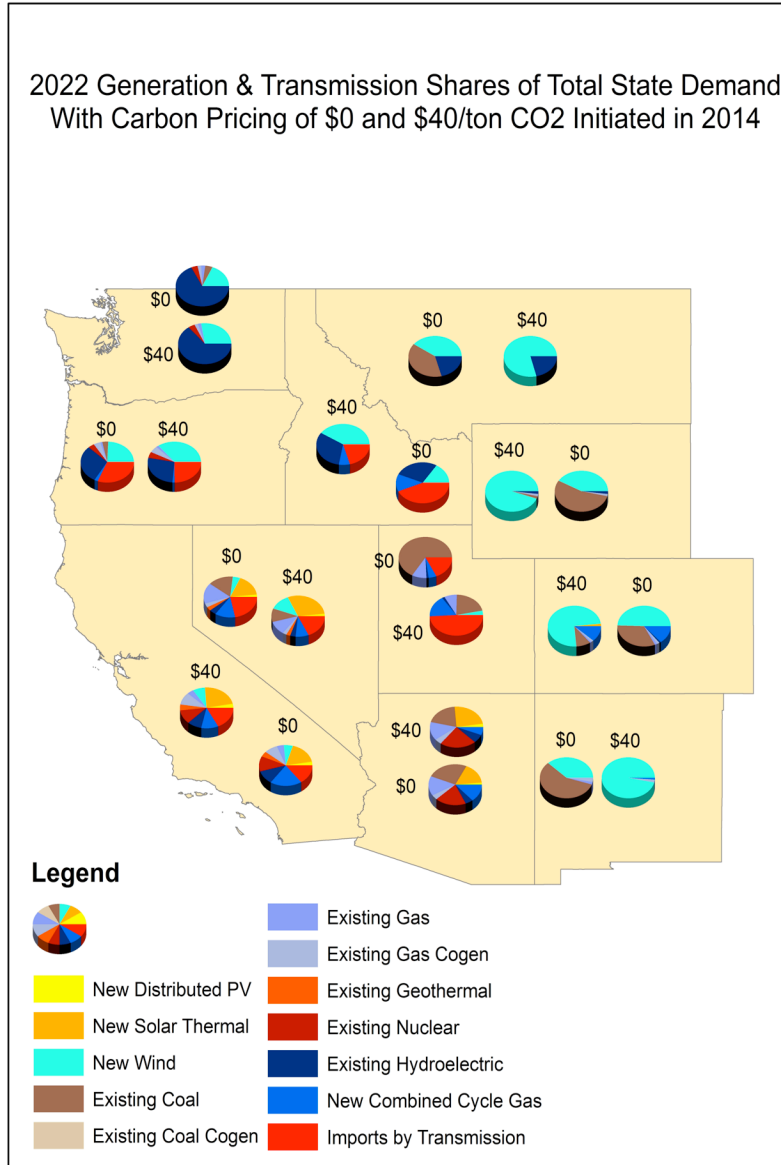 2022 Generation & Transmission Shares of Total State Demand
With Carbon Pricing of $0 and $40/ton CO2 Initiated in 2014
$0
$40
$0
$40
$0
$40
$40
$0
$40
$0
$0
$40
$0
$40
$40
$0
$40
$0
$40
$0
$0
$40
Legend
New Distributed PV
New Solar Thermal
New Wind
Existing Coal
Existing Coal Cogen
Existing Gas
Existing Gas Cogen
Existing Geothermal
Existing Nuclear
Existing Hydroelectric
New Combined Cycle Gas
Imports by Transmission